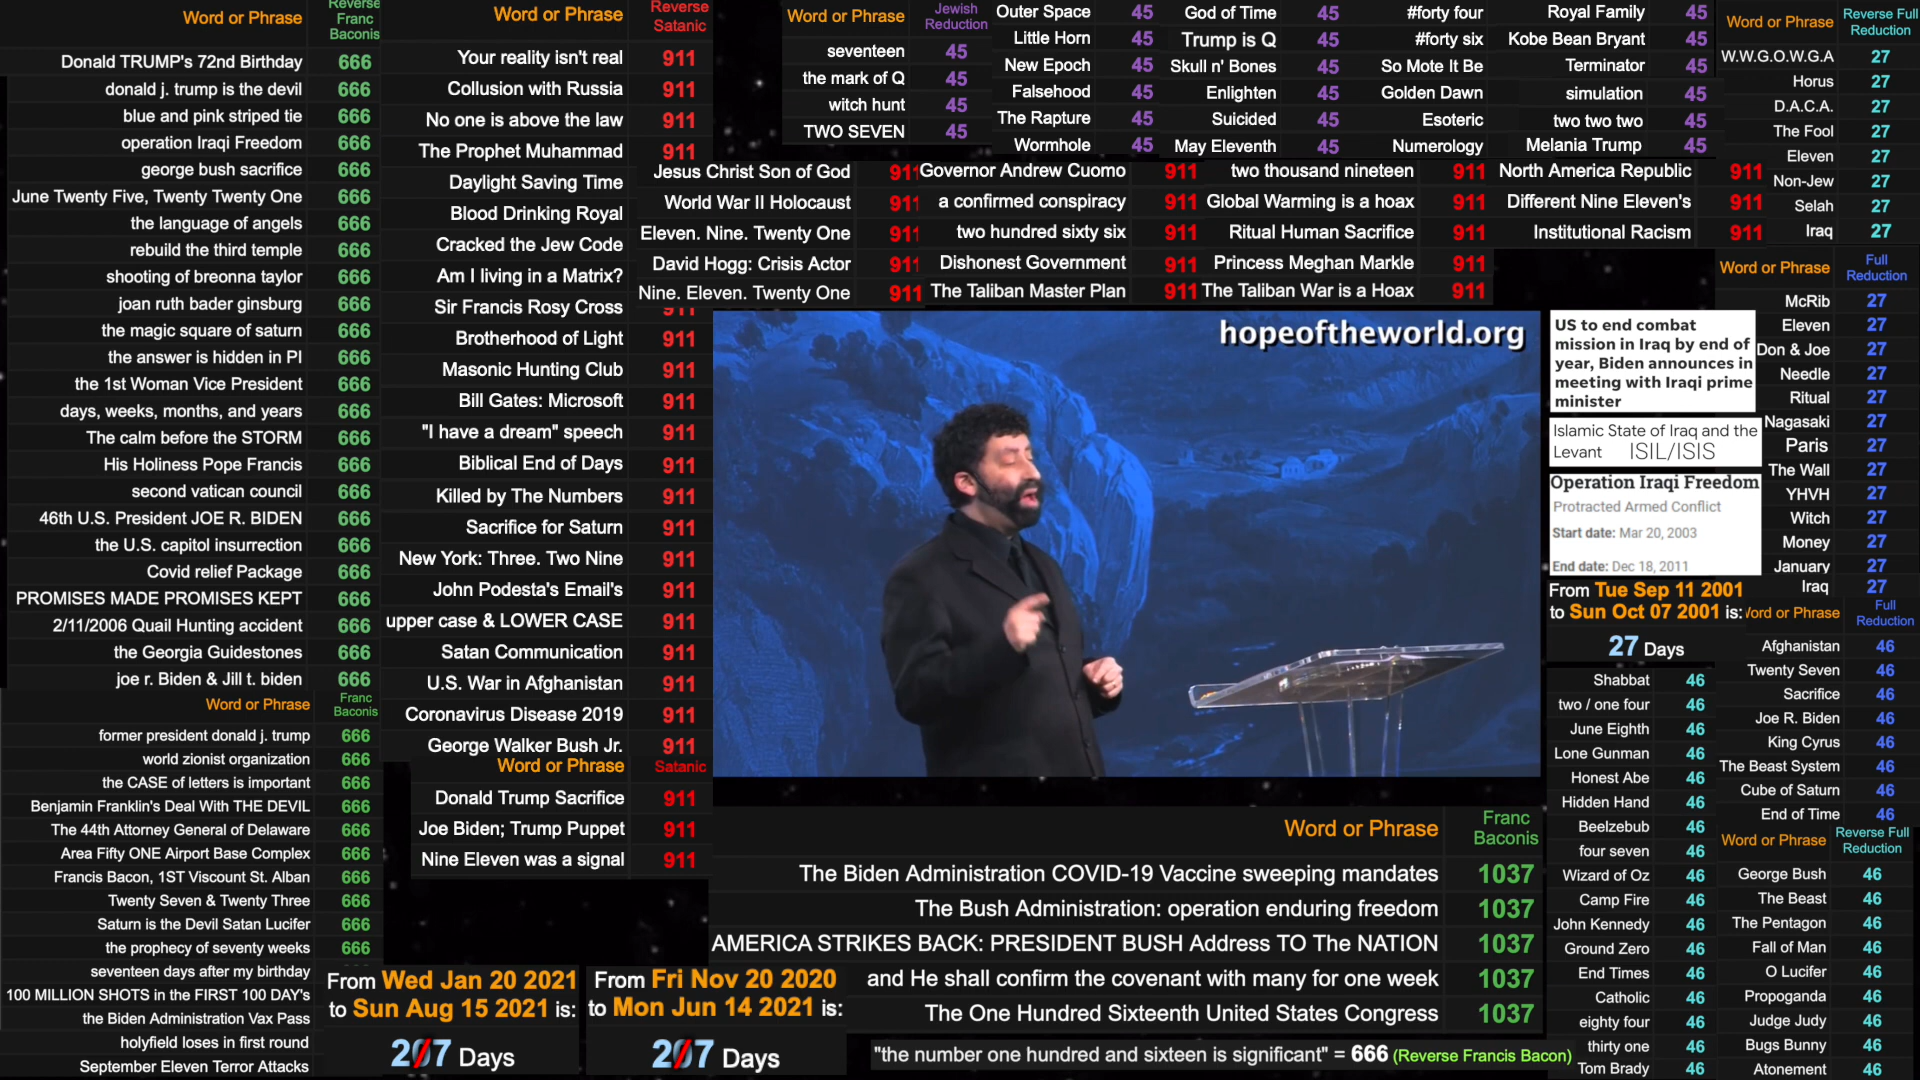 Word or Phrase Reverse Franc Baconis
Donald TRUMP's 72nd Birthday 666
donald j. trump is the devil 666
blue and pink striped tie 666
operation Iraqi Freedom 666
george bush sacrifice 666
June Twenty Five, Twenty Twenty One 666
the language of angels 666
rebuild the third temple 666
shooting of breonna taylor 666
joan ruth bader ginsburg 666
the magic square of saturn 666
the answer is hidden in PI 666
the 1st Woman Vice President 666
days, weeks, months, and years 666
The calm before the STORM 666
His Holiness Pope Francis 666
second vatican council 666
46th U.S. President JOE R. BIDEN 666
the U.S. capitol insurrection 666
Covid relief Package 666
PROMISES MADE PROMISES KEPT 666
2/11/2006 Quail Hunting accident 666
the Georgia Guidestones 666
joe r. Biden & Jill t. biden 666
Word or Phrase Franc Baconis
former president donald j. trump 666
world zionist organization 666
the CASE of letters is important 666
Benjamin Franklin's Deal With THE DEVIL 666
The 44th Attorney General of Delaware 666
Area Fifty ONE Airport Base Complex 666
Francis Bacon, 1ST Viscount St. Alban 666
Twenty Seven & Twenty Three 666
Saturn is the Devil Satan Lucifer 666
the prophecy of seventy weeks 666
seventeen days after my birthday
100 MILLION SHOTS in the FIRST 100 DAY's
the Biden Administration Vax Pass
holyfield loses in first round
September Eleven Terror Attacks
Word or Phrase Reverse Satanic
Your reality isn't real 911
Collusion with Russia 911
No one is above the law 911
The Prophet Muhammad 911
Daylight Saving Time
Blood Drinking Royal
Cracked the Jew Code
Am I living in a Matrix?
Sir Francis Rosy Cross 911
Brotherhood of Light 911
Masonic Hunting Club 911
Bill Gates: Microsoft 911
"I have a dream" speech 911
Biblical End of Days 911
Killed by The Numbers 911
Sacrifice for Saturn 911
New York: Three. Two Nine 911
John Podesta's Email's 911
upper case & LOWER CASE 911
Satan Communication 911
U.S. War in Afghanistan 911
Coronavirus Disease 2019 911
George Walker Bush Jr. 911
Word or Phrase Satanic
Donald Trump Sacrifice 911
Joe Biden; Trump Puppet 911
Nine Eleven was a signal 911
From Wed Jan 20 2021
to Sun Aug 15 2021 is:
207 Days
From Fri Nov 20 2020
to Mon Jun 14 2021 is:
207 Days
Word or Phrase Jewish Reduction
seventeen 45
the mark of Q 45
witch hunt 45
TWO SEVEN 45
Outer Space 45
Little Horn 45
New Epoch 45
Falsehood 45
The Rapture 45
Wormhole 45
God of Time 45
Trump is Q 45
Skull n' Bones 45
Enlighten 45
Suicided 45
May Eleventh 45
#forty four
#forty six
So Mote It Be
Golden Dawn
Esoteric
Numerology
Royal Family 45
Kobe Bean Bryant 45
Terminator 45
simulation 45
two two two 45
Melania Trump 45
Jesus Christ Son of God 911
World War II Holocaust 911
Eleven. Nine. Twenty One 911
David Hogg: Crisis Actor 911
Nine. Eleven. Twenty One 911
Governor Andrew Cuomo 911
a confirmed conspiracy 911
two hundred sixty six 911
Dishonest Government 911
The Taliban Master Plan 911
two thousand nineteen 911
Global Warming is a hoax 911
Ritual Human Sacrifice 911
Princess Meghan Markle 911
The Taliban War is a Hoax 911
North America Republic 911
Different Nine Eleven's 911
Institutional Racism 911
hopeoftheworld.org
Word or Phrase Franc Baconis
The Biden Administration COVID-19 Vaccine sweeping mandates 1037
The Bush Administration: operation enduring freedom 1037
AMERICA STRIKES BACK: PRESIDENT BUSH Address TO The NATION 1037
and He shall confirm the covenant with many for one week 1037
The One Hundred Sixteenth United States Congress 1037
"the number one hundred and sixteen is significant" = 666 (Reverse Francis Bacon)
US to end combat
mission in Iraq by end of
year, Biden announces in
meeting with Iraqi prime
minister
Islamic State of Iraq and the
Levant ISIL/ISIS
Operation Iraqi Freedom
Protracted Armed Conflict
Start date: Mar 20, 2003
End date: Dec 18, 2011
From Tue Sep 11 2001
to Sun Oct 07 2001 is:
27 Days
Shabbat 46
two / one four 46
June Eighth 46
Lone Gunman 46
Honest Abe 46
Hidden Hand 46
Beelzebub 46
four seven 46
Wizard of Oz 46
Camp Fire 46
John Kennedy 46
Ground Zero 46
End Times 46
Catholic 46
eighty four 46
thirty one 46
Tom Brady 46
Word or Phrase Reverse Full Reduction
W.W.G.O.W.G.A 27
Horus 27
D.A.C.A. 27
The Fool 27
Eleven 27
Non-Jew 27
Selah 27
Iraq 27
Word or Phrase Full Reduction
McRib 27
Eleven 27
Don & Joe 27
Needle 27
Ritual 27
Nagasaki 27
Paris 27
The Wall 27
YHVH 27
Witch 27
Money 27
January 27
Iraq 27
Word or Phrase Full Reduction
Afghanistan 46
Twenty Seven 46
Sacrifice 46
Joe R. Biden 46
King Cyrus 46
The Beast System 46
Cube of Saturn 46
End of Time 46
Word or Phrase Reverse Full Reduction
George Bush 46
The Beast 46
The Pentagon 46
Fall of Man 46
O Lucifer 46
Propoganda 46
Judge Judy 46
Bugs Bunny 46
Atonement 46